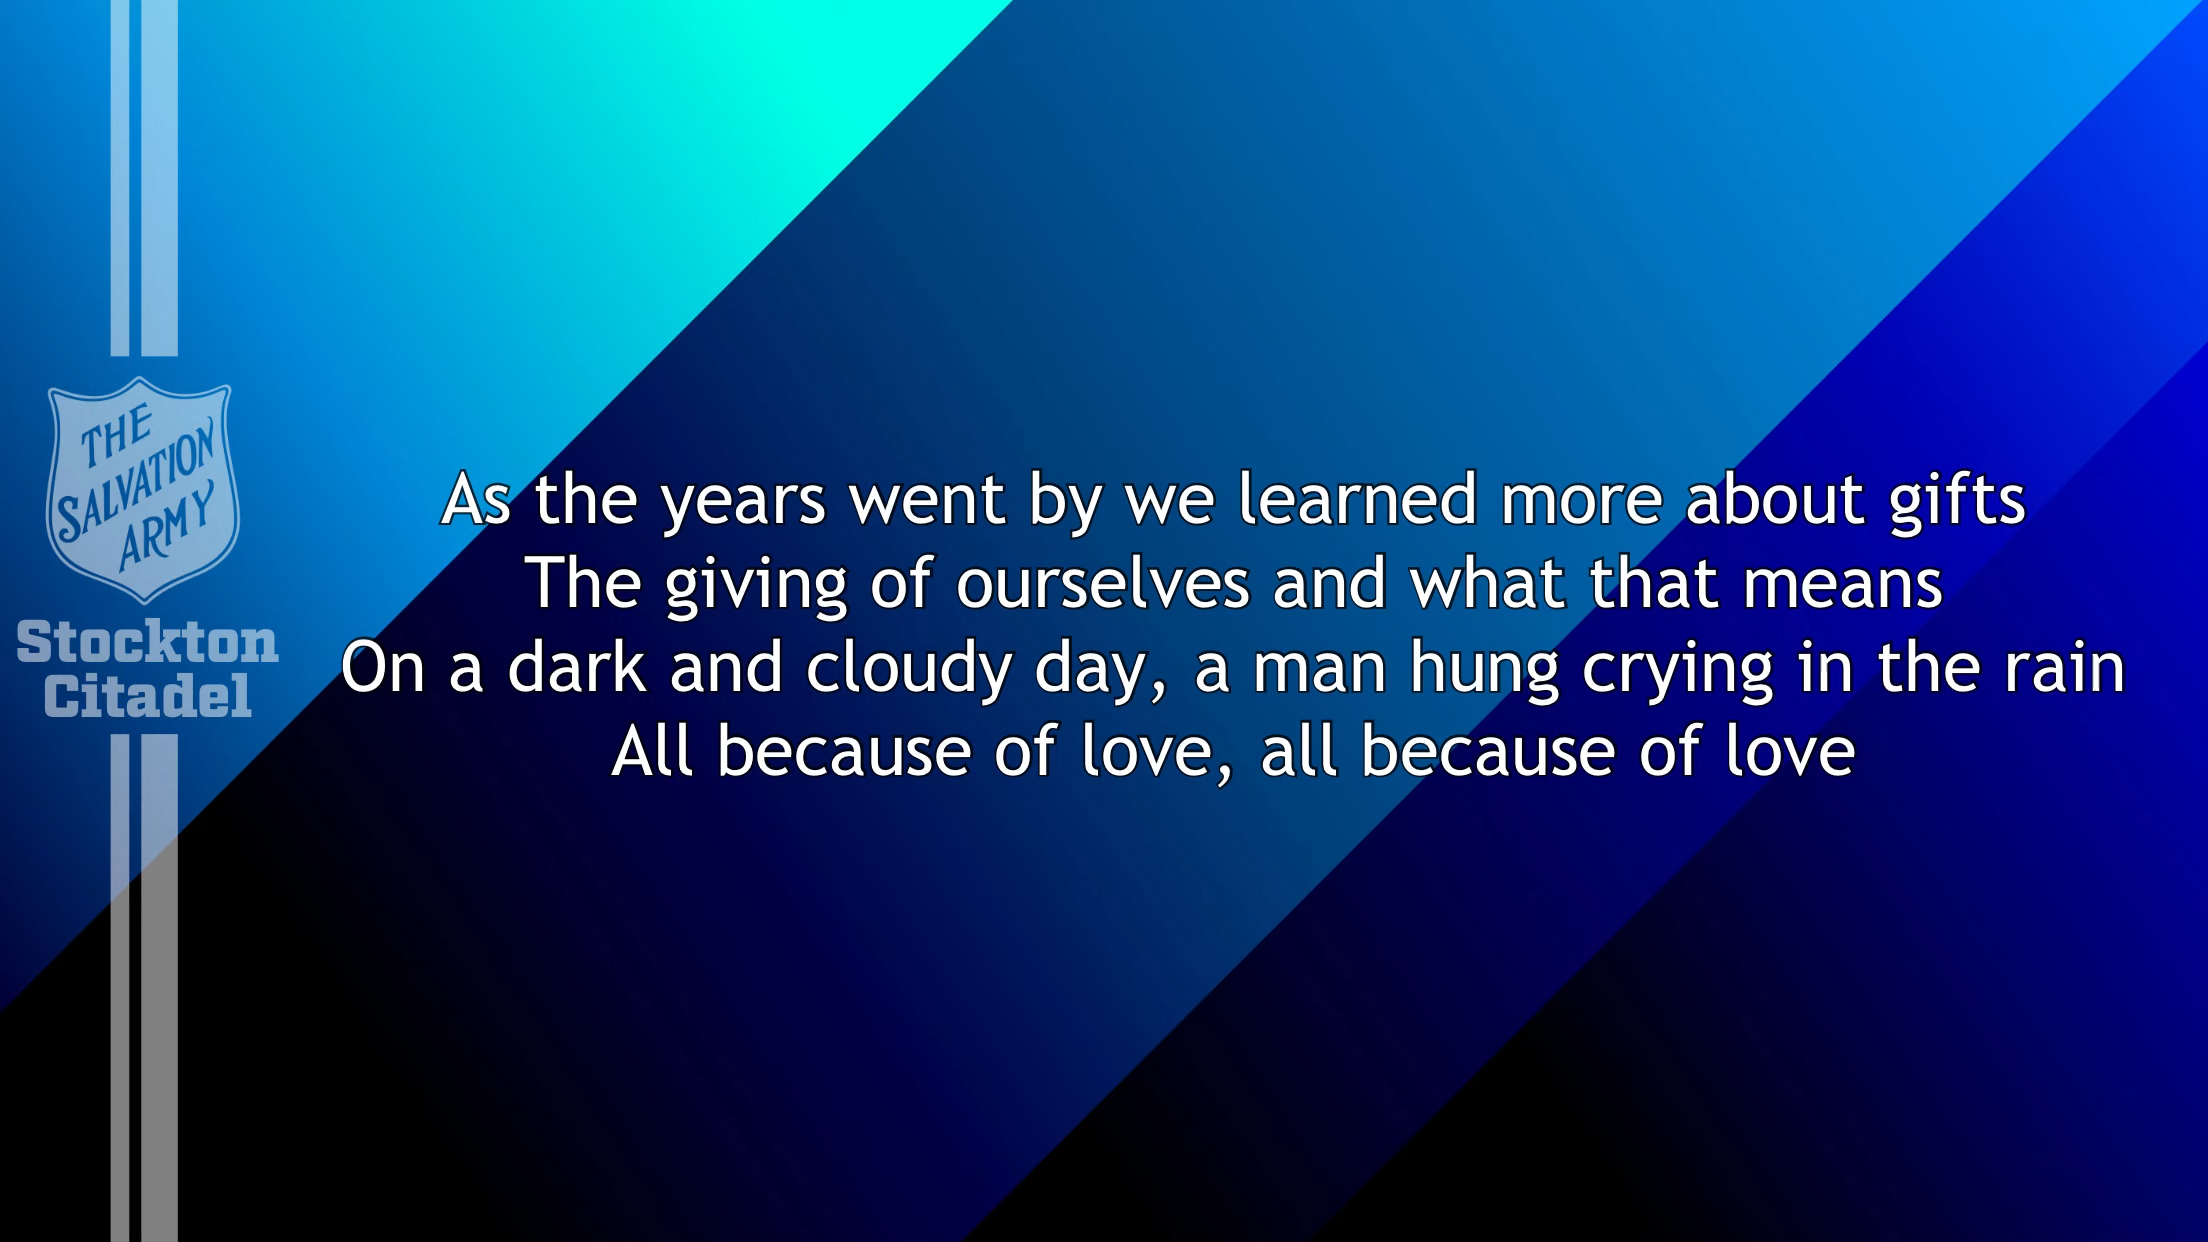 THE
SALVATION
ARMY
Stockton
Citadel
As the years went by we learned more about gifts
The giving of ourselves and what that means
On a dark and cloudy day, a man hung crying in the rain
All because of love, all because of love